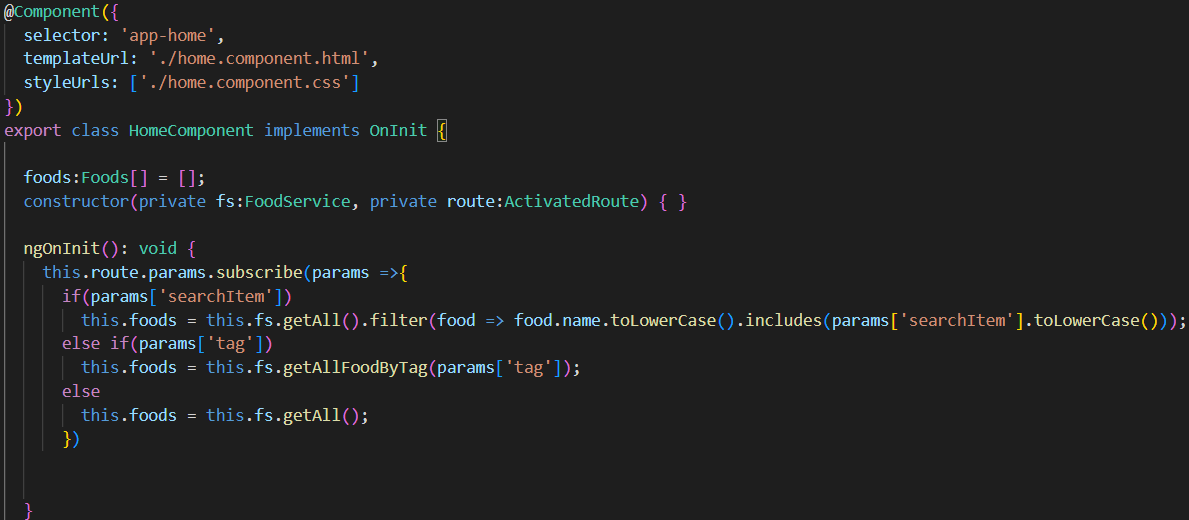 @Component({
  selector: 'app-home',
  templateUrl: './home.component.html',
  styleUrls: ['./home.component.css']
})
export class HomeComponent implements OnInit {
  foods:Foods[] = [];
  constructor(private fs:FoodService, private route:ActivatedRoute) { }
  ngOnInit(): void {
    this.route.params.subscribe(params =>{
      if(params['searchItem'])
        this.foods = this.fs.getAll().filter(food => food.name.toLowerCase().includes(params['searchItem'].toLowerCase()));
      else if(params['tag'])
        this.foods = this.fs.getAllFoodByTag(params['tag']);
      else
        this.foods = this.fs.getAll();
      })
  }